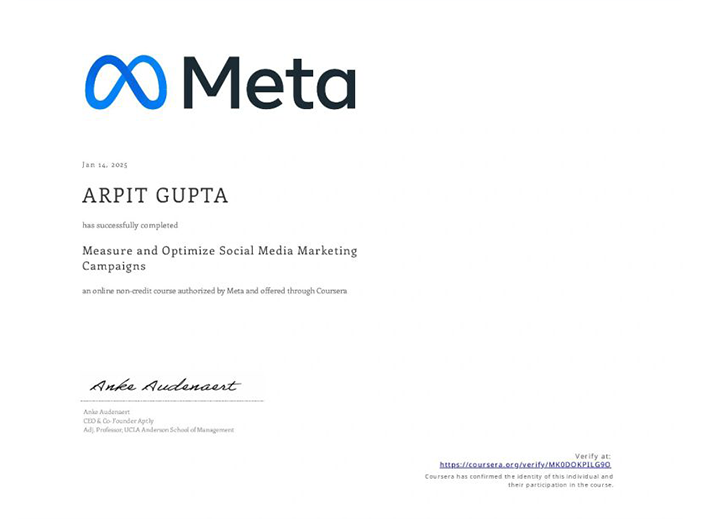 Meta
Jan 14, 2025
ARPIT GUPTA
has successfully completed
Measure and Optimize Social Media Marketing
Campaigns
an online non-credit course authorized by Meta and offered through Coursera
Anke Audenaert
Anke Audenaert
CEO & Co-Founder Aptly
Adj. Professor, UCLA Anderson School of Management
Verify at:
https://coursera.org/verify/MK0DOKPILG9O
Coursera has confirmed the identity of this individual and
their participation in the course.